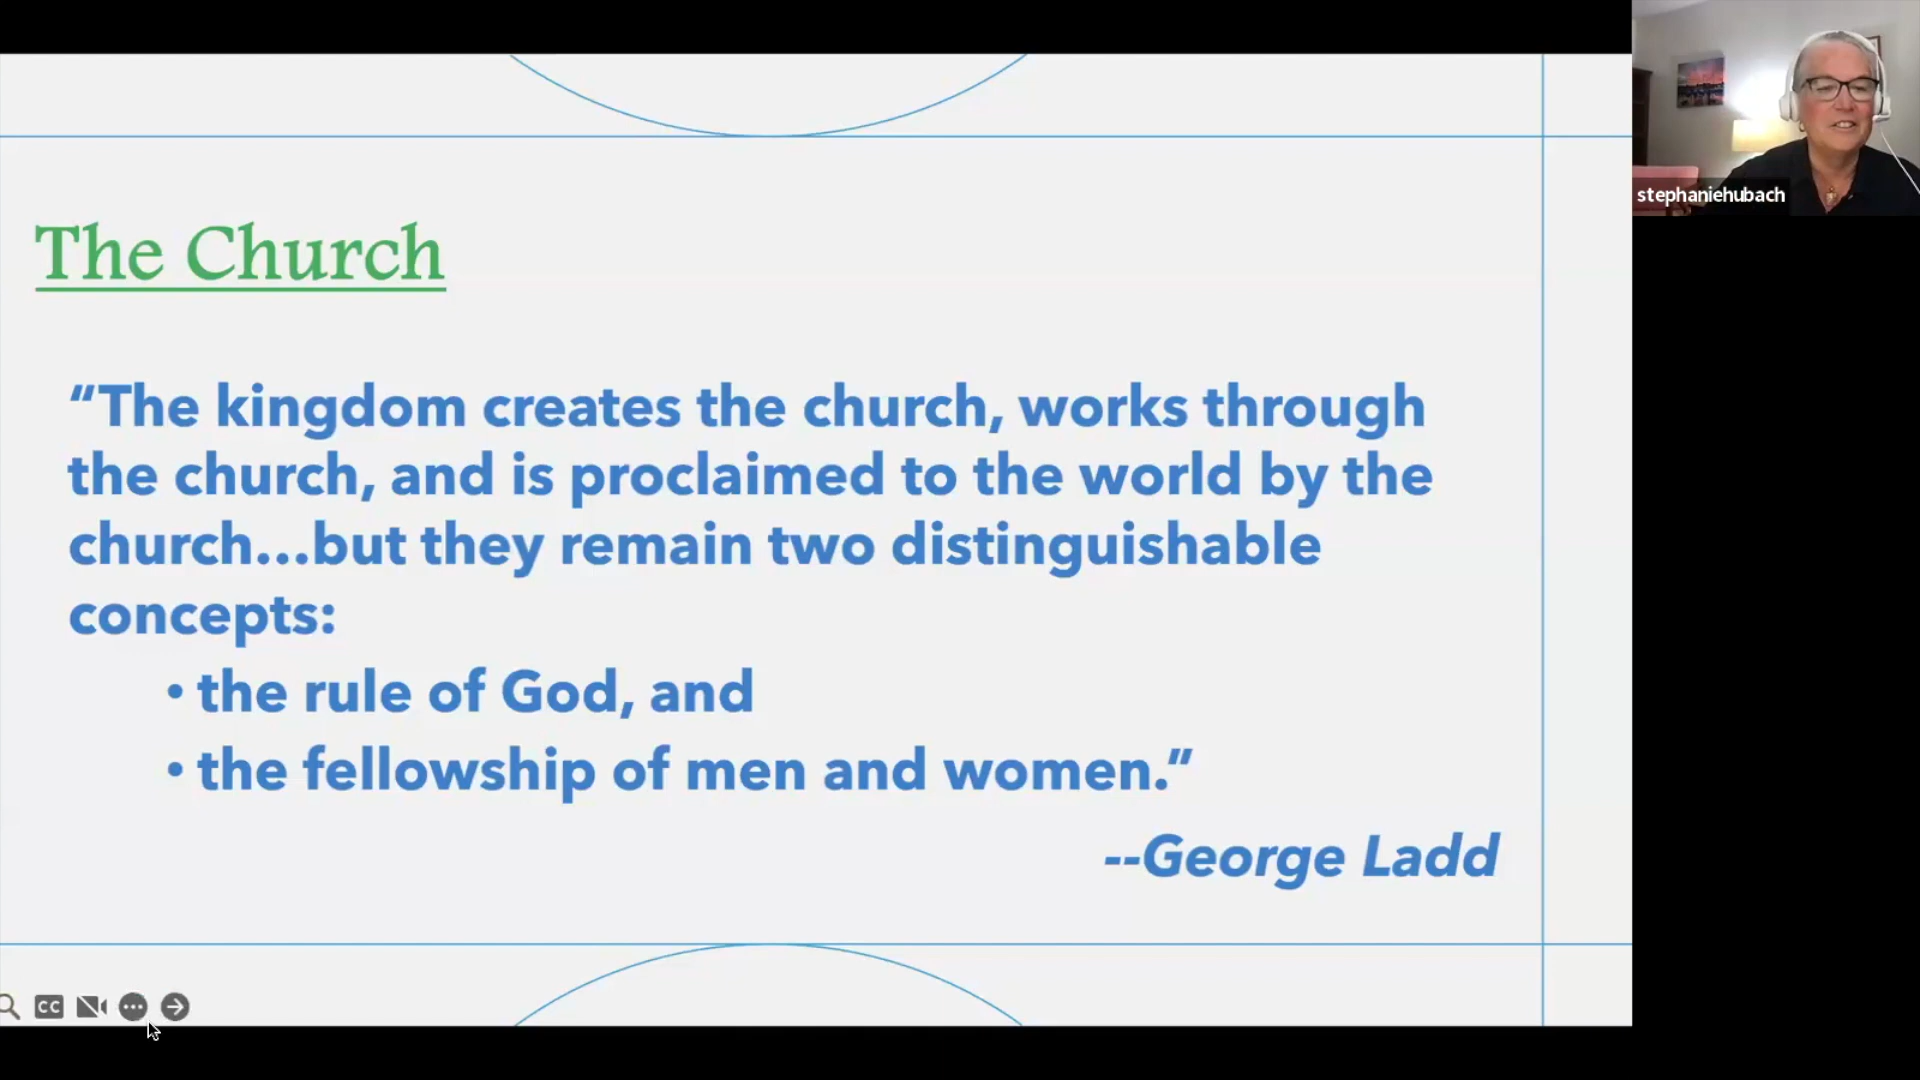 The Church
“The kingdom creates the church, works through
the church, and is proclaimed to the world by the
church...but they remain two distinguishable
concepts:
• the rule of God, and
• the fellowship of men and women.”
--George Ladd
stephaniehubach
CC